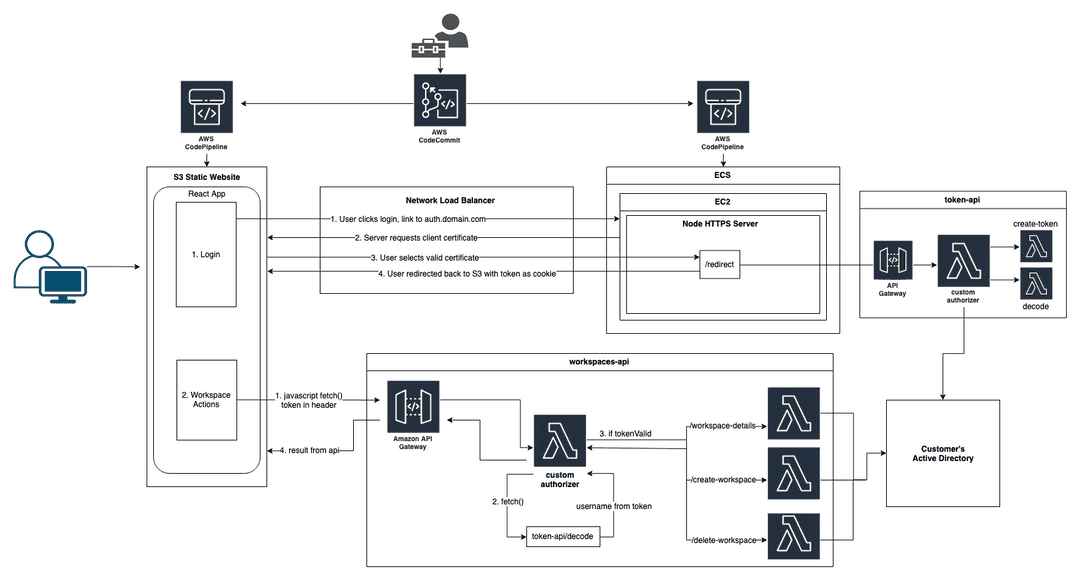 AWS
CodePipeline
AWS
CodeCommit
AWS
CodePipeline
S3 Static Website
React App
1. Login
2. Workspace
Actions
Network Load Balancer
1. User clicks login, link to auth.domain.com
2. Server requests client certificate
3. User selects valid certificate
4. User redirected back to S3 with token as cookie
ECS
EC2
Node HTTPS Server
/redirect
token-api
API
Gateway
custom
authorizer
create-token
decode
workspaces-api
1. javascript fetch()
token in header
4. result from api
Amazon API
Gateway
custom
authorizer
2. fetch()
username from token
token-api/decode
3. if tokenValid
/workspace-details
/create-workspace
/delete-workspace
Customer's
Active Directory